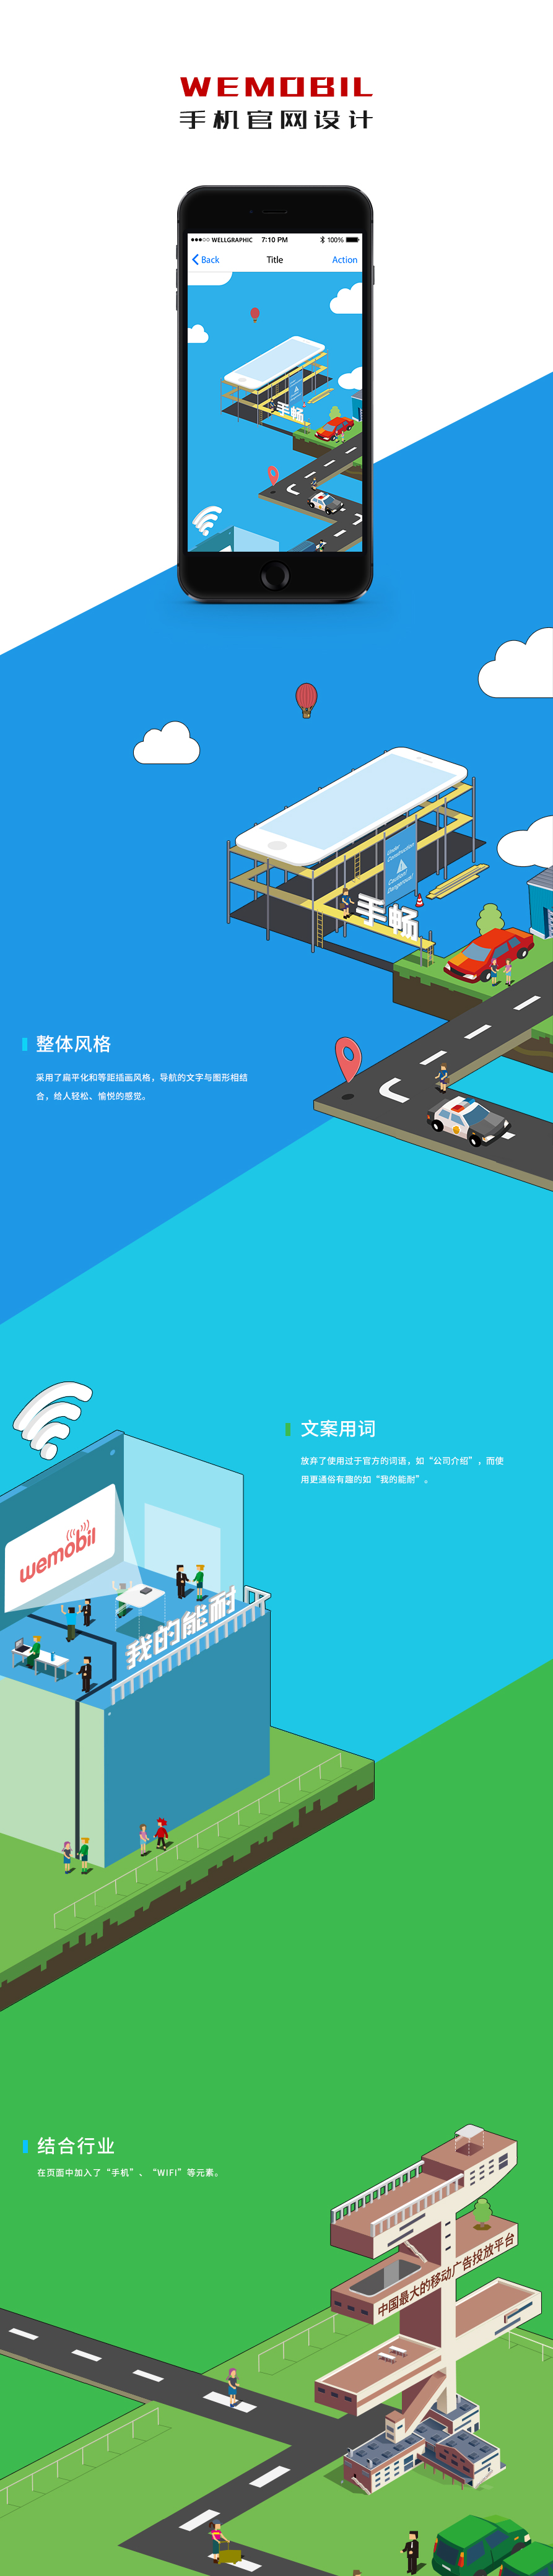 WEMOBIL
手机官网设计
WELLGRAPHIC 7:10 PM 100%
Back Title Action
手畅
Under
Construction
Caution
Dangerous!
手畅
整体风格
采用了扁平化和等距插画风格，导航的文字与图形相结
合，给人轻松、愉悦的感觉。
文案用词
放弃了使用过于官方的词语，如“公司介绍”，而使
用更通俗有趣的如“我的能耐”。
wemobil
我的能耐
结合行业
在页面中加入了“手机”、“WIFI”等元素。
中国最大的移动广告投放平台